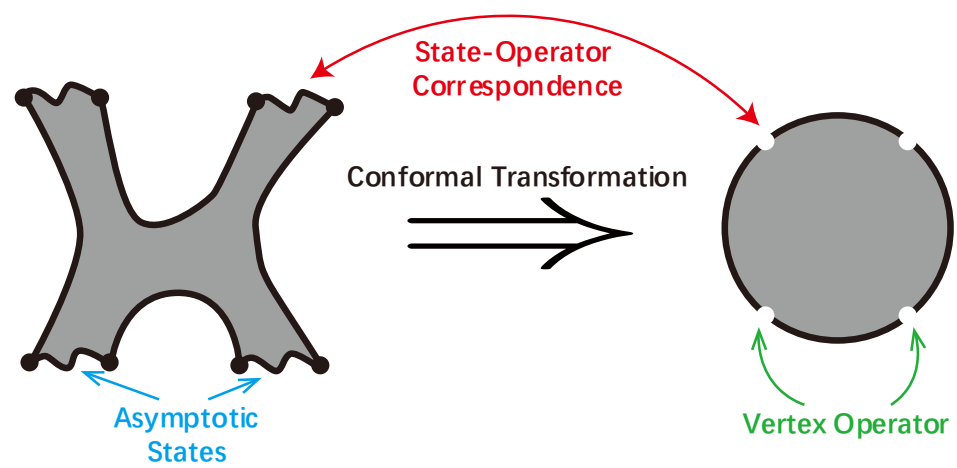 State-Operator
Correspondence
Conformal Transformation
Asymptotic
States
Vertex Operator